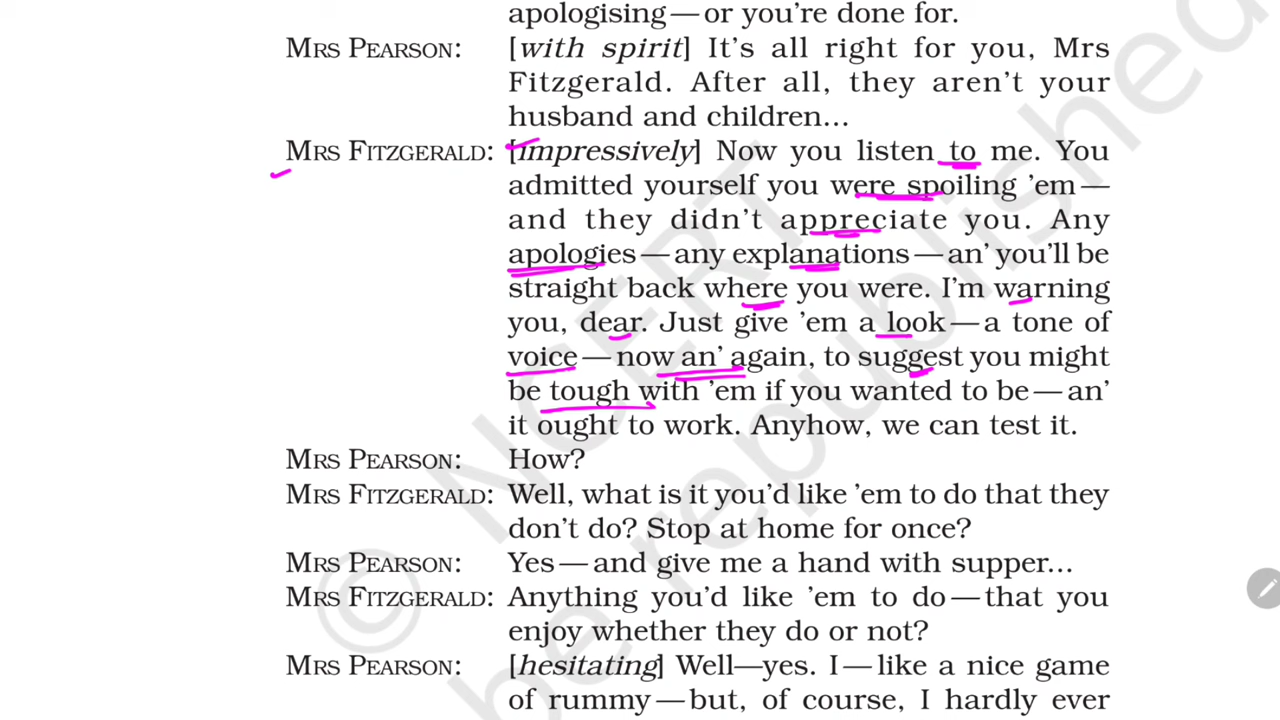 apologising — or you're done for.
MRS PEARSON: [with spirit] It's all right for you, Mrs
Fitzgerald. After all, they aren't your
husband and children...
MRS FITZGERALD: [impressively] Now you listen to me. You
admitted yourself you were spoiling 'em —
and they didn't appreciate you. Any
apologies — any explanations — an' you'll be
straight back where you were. I'm warning
you, dear. Just give 'em a look — a tone of
voice — now an' again, to suggest you might
be tough with 'em if you wanted to be — an'
it ought to work. Anyhow, we can test it.
MRS PEARSON: How?
MRS FITZGERALD: Well, what is it you'd like 'em to do that they
don't do? Stop at home for once?
MRS PEARSON: Yes — and give me a hand with supper...
MRS FITZGERALD: Anything you'd like 'em to do — that you
enjoy whether they do or not?
MRS PEARSON: [hesitating] Well—yes. I — like a nice game
of rummy — but, of course, I hardly ever
© NCERT
be republished